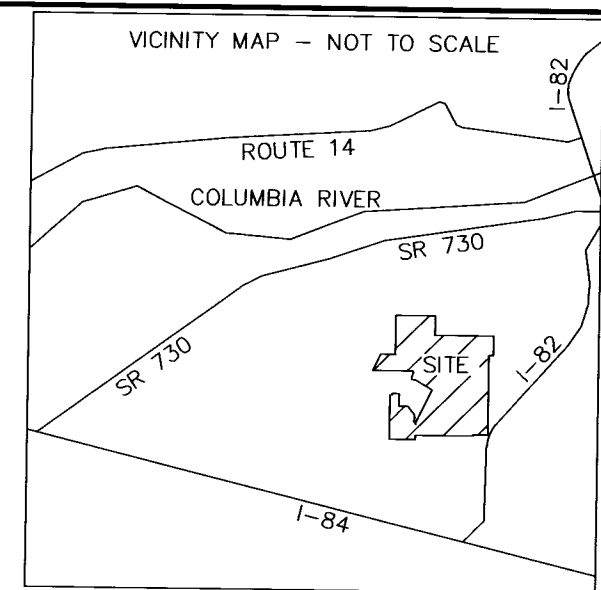 VICINITY MAP – NOT TO SCALE
I–82
ROUTE 14
COLUMBIA RIVER
SR 730
SR 730
SITE
I–82
I–84